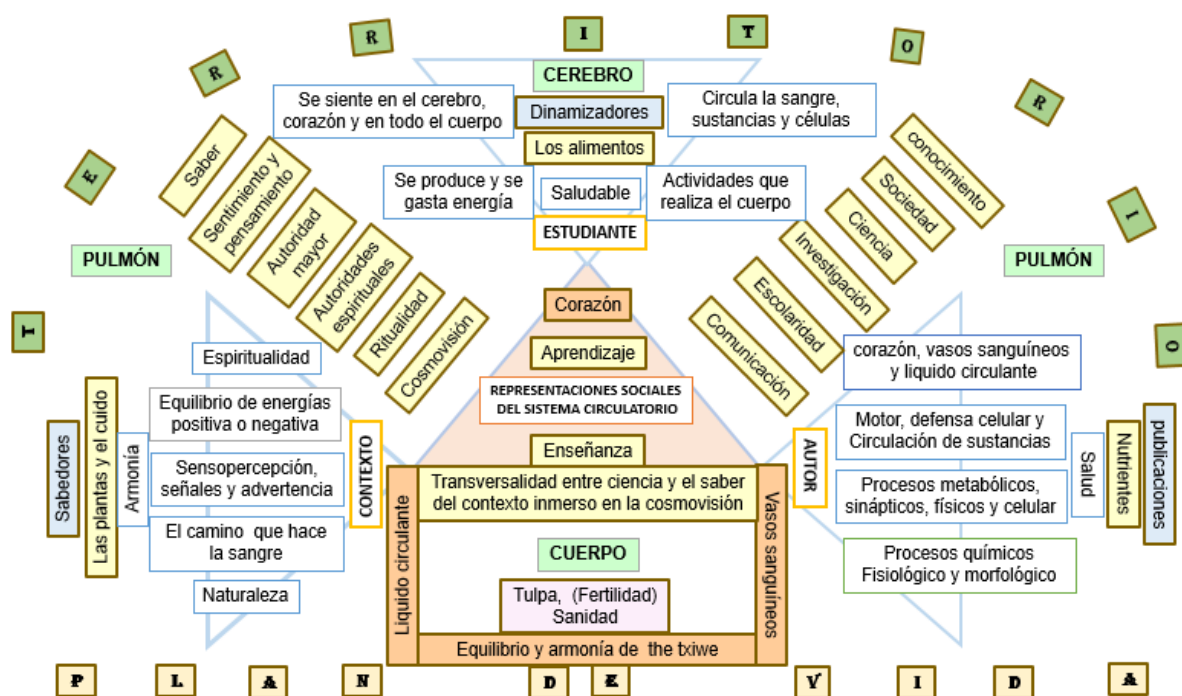 TERRITORIO
CEREBRO
Dinamizadores
Los alimentos
Se siente en el cerebro,
corazón y en todo el cuerpo
Circula la sangre,
sustancias y células
Se produce y se
gasta energía
Saludable
Actividades que
realiza el cuerpo
ESTUDIANTE
Saber
Sentimiento y
pensamiento
Autoridad
mayor
Autoridades
espirituales
Ritualidad
Cosmovisión
conocimiento
Sociedad
Ciencia
Investigación
Escolaridad
Comunicación
PULMÓN
PULMÓN
Corazón
Aprendizaje
REPRESENTACIONES SOCIALES
DEL SISTEMA CIRCULATORIO
Enseñanza
Transversalidad entre ciencia y el saber
del contexto inmerso en la cosmovisión
Liquido circulante
Vasos sanguíneos
CUERPO
Tulpa, (Fertilidad)
Sanidad
Equilibrio y armonía de the txiwe
Sabedores
Las plantas y el cuido
Armonía
Espiritualidad
Equilibrio de energías
positiva o negativa
Sensopercepción,
señales y advertencia
El camino que hace
la sangre
Naturaleza
CONTEXTO
AUTOR
corazón, vasos sanguíneos
y liquido circulante
Motor, defensa celular y
Circulación de sustancias
Procesos metabólicos,
sinápticos, físicos y celular
Procesos químicos
Fisiológico y morfológico
Salud
Nutrientes
publicaciones
PLAN DE VIDA